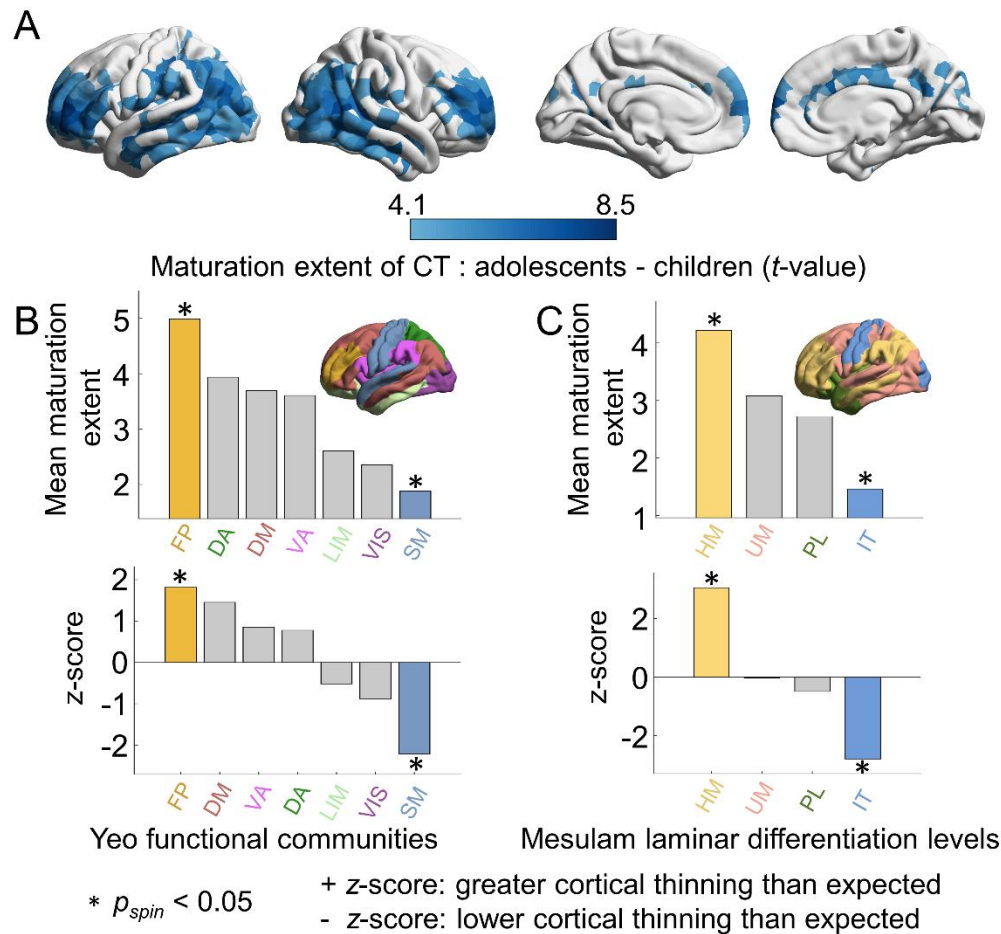 A
4.1 8.5
Maturation extent of CT : adolescents - children (t-value)
B
Mean maturation
extent
5
4
3
2
FP DA DM VA LIM VIS SM
*
*
z-score
2
1
0
-1
-2
FP DM VA DA LIM VIS SM
*
*
Yeo functional communities
C
Mean maturation
extent
4
3
2
1
HM UM PL IT
*
*
z-score
2
0
-2
HM UM PL IT
*
*
Mesulam laminar differentiation levels
* pspin < 0.05
+ z-score: greater cortical thinning than expected
- z-score: lower cortical thinning than expected